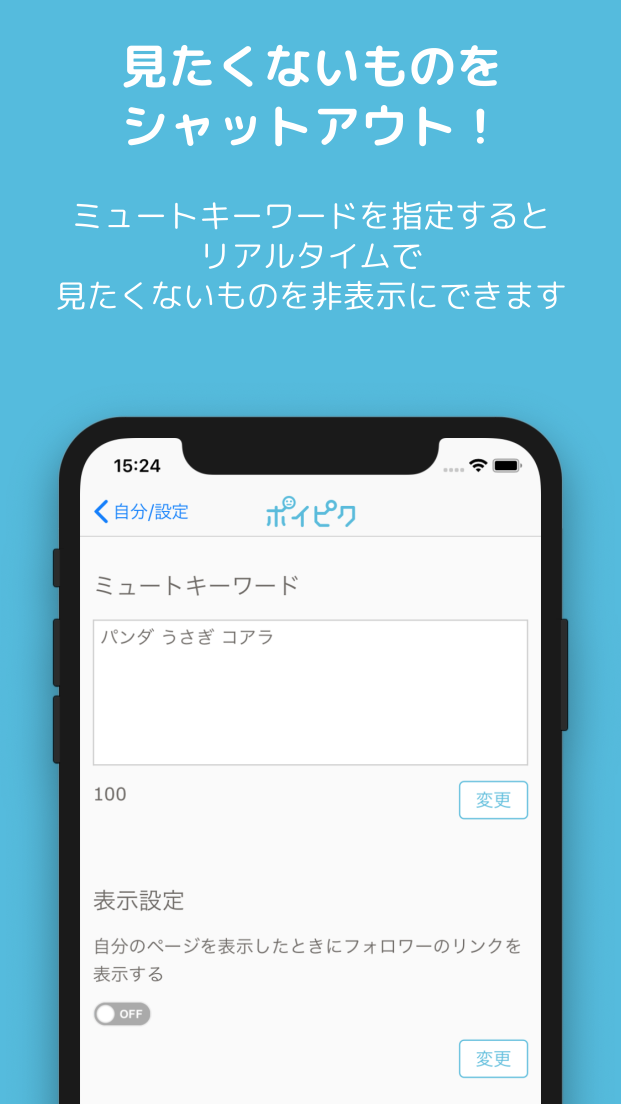 見たくないものを
シャットアウト！
ミュートキーワードを指定すると
リアルタイムで
見たくないものを非表示にできます
15:24
自分/設定
ポイピク
ミュートキーワード
パンダ うさぎ コアラ
100
変更
表示設定
自分のページを表示したときにフォロワーのリンクを
表示する
OFF
変更